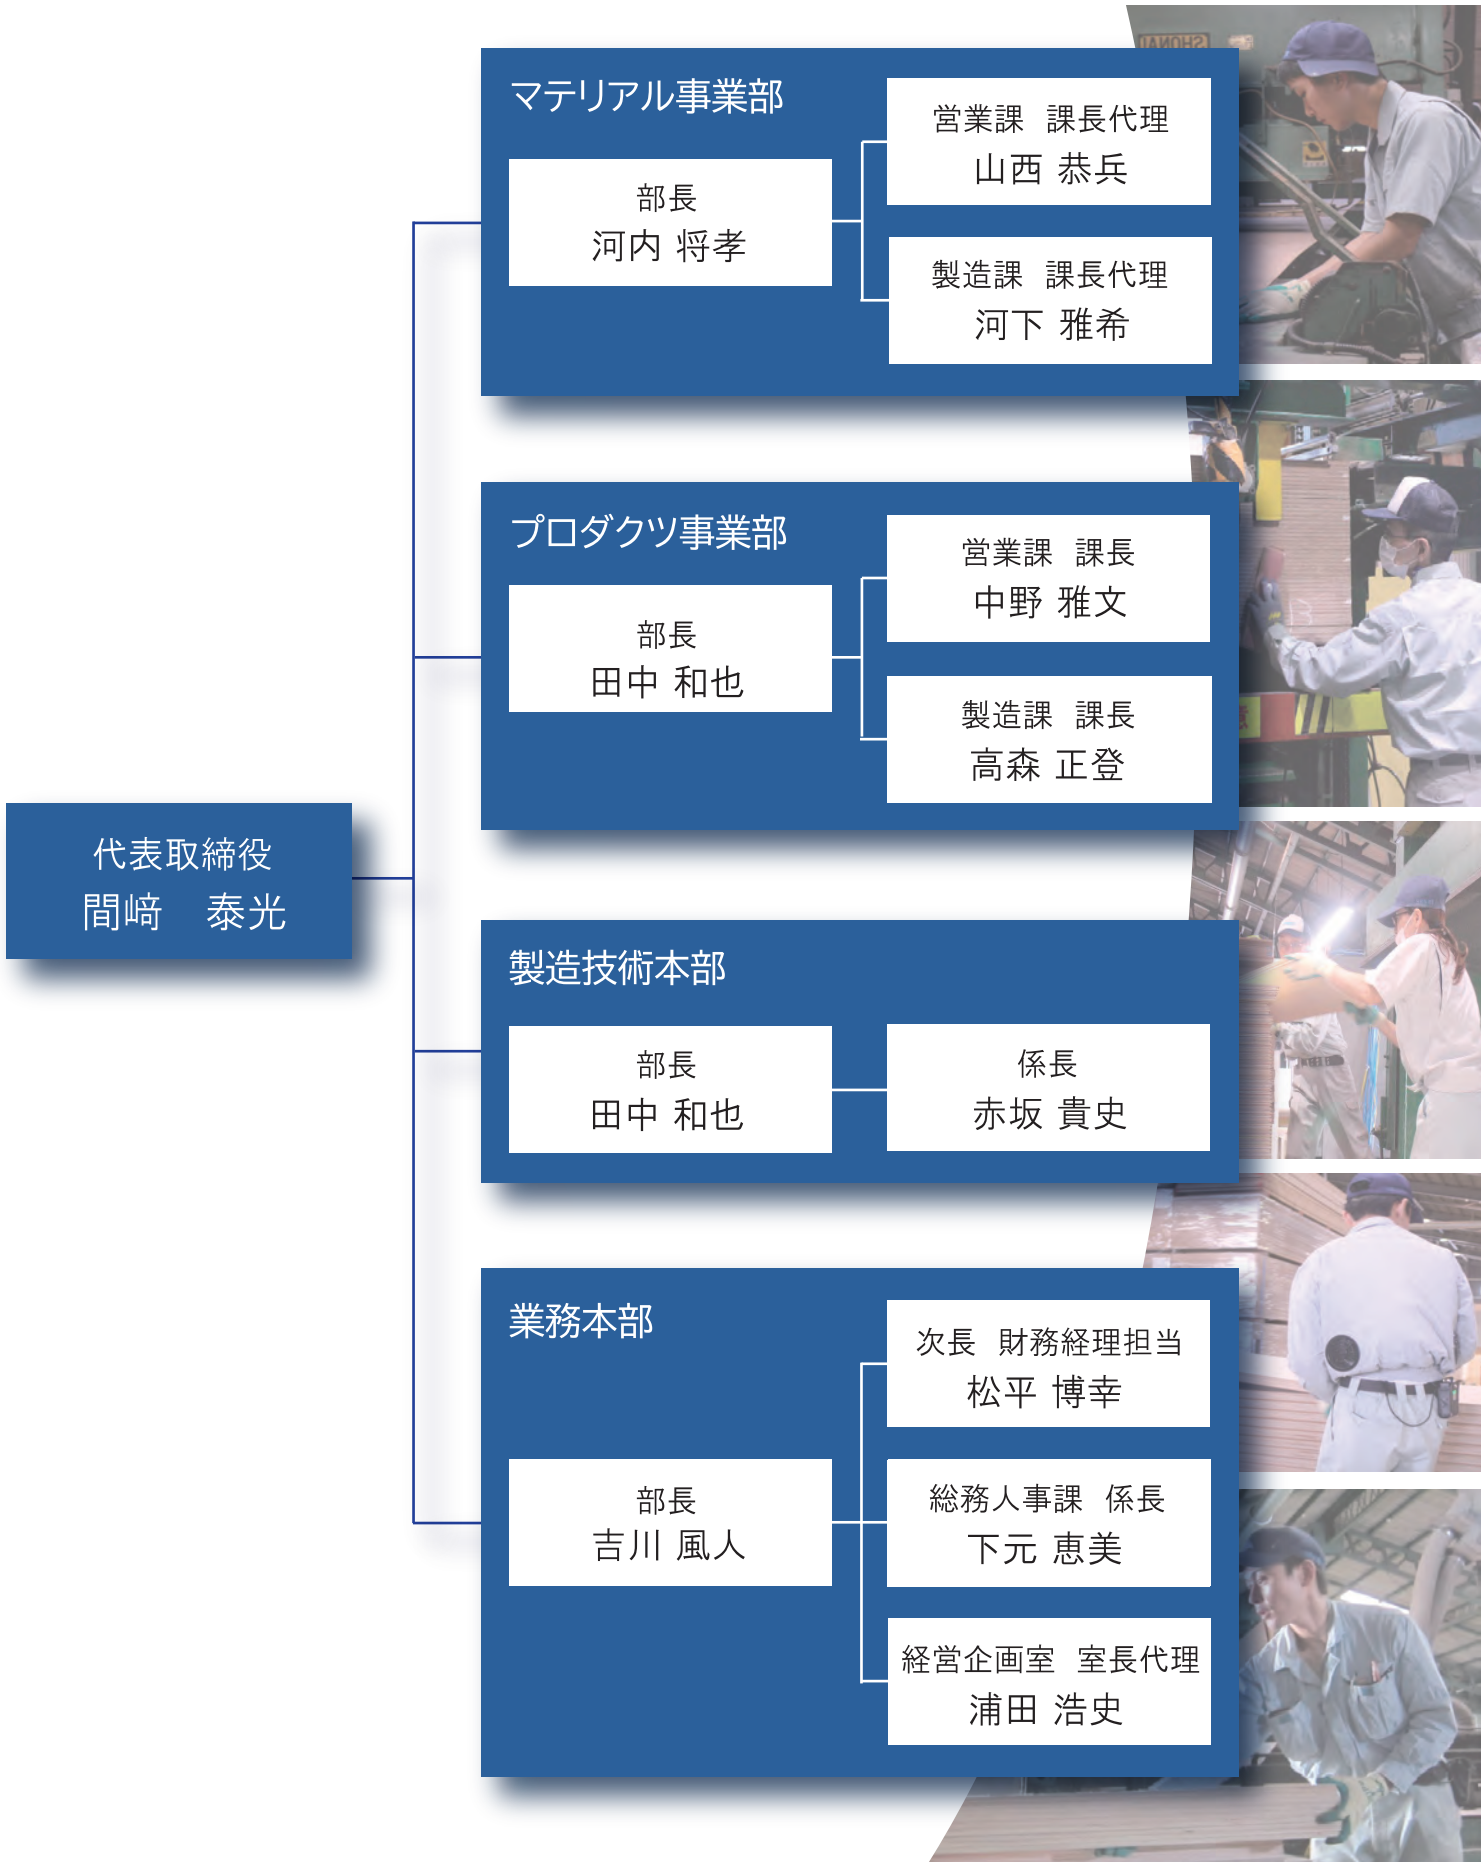 マテリアル事業部
部長
河内 将孝
営業課 課長代理
山西 恭兵
製造課 課長代理
河下 雅希
プロダクツ事業部
部長
田中 和也
営業課 課長
中野 雅文
製造課 課長
高森 正登
代表取締役
間﨑 泰光
製造技術本部
部長
田中 和也
係長
赤坂 貴史
業務本部
部長
吉川 風人
次長 財務経理担当
松平 博幸
総務人事課 係長
下元 恵美
経営企画室 室長代理
浦田 浩史
SHONAI